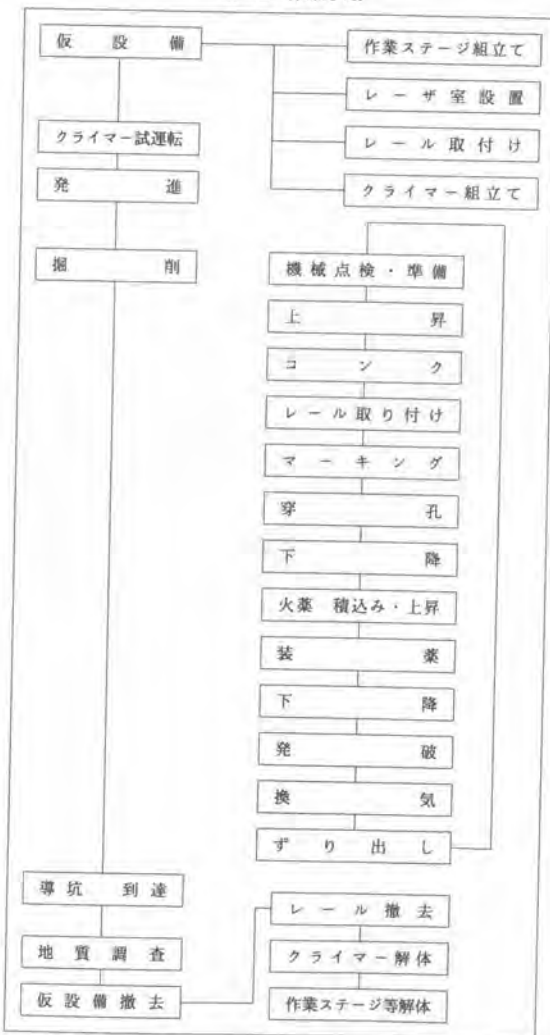 仮設備
作業ステージ組立て
レーザ室設置
クライマー試運転
レール取付け
発進
クライマー組立て
掘削
機械点検・準備
上昇
コンク
レール取り付け
マーキング
穿孔
下降
火薬 積込み・上昇
装薬
下降
発破
換気
ずり出し
導坑 到達
レール撤去
地質調査
クライマー解体
仮設備撤去
作業ステージ等解体